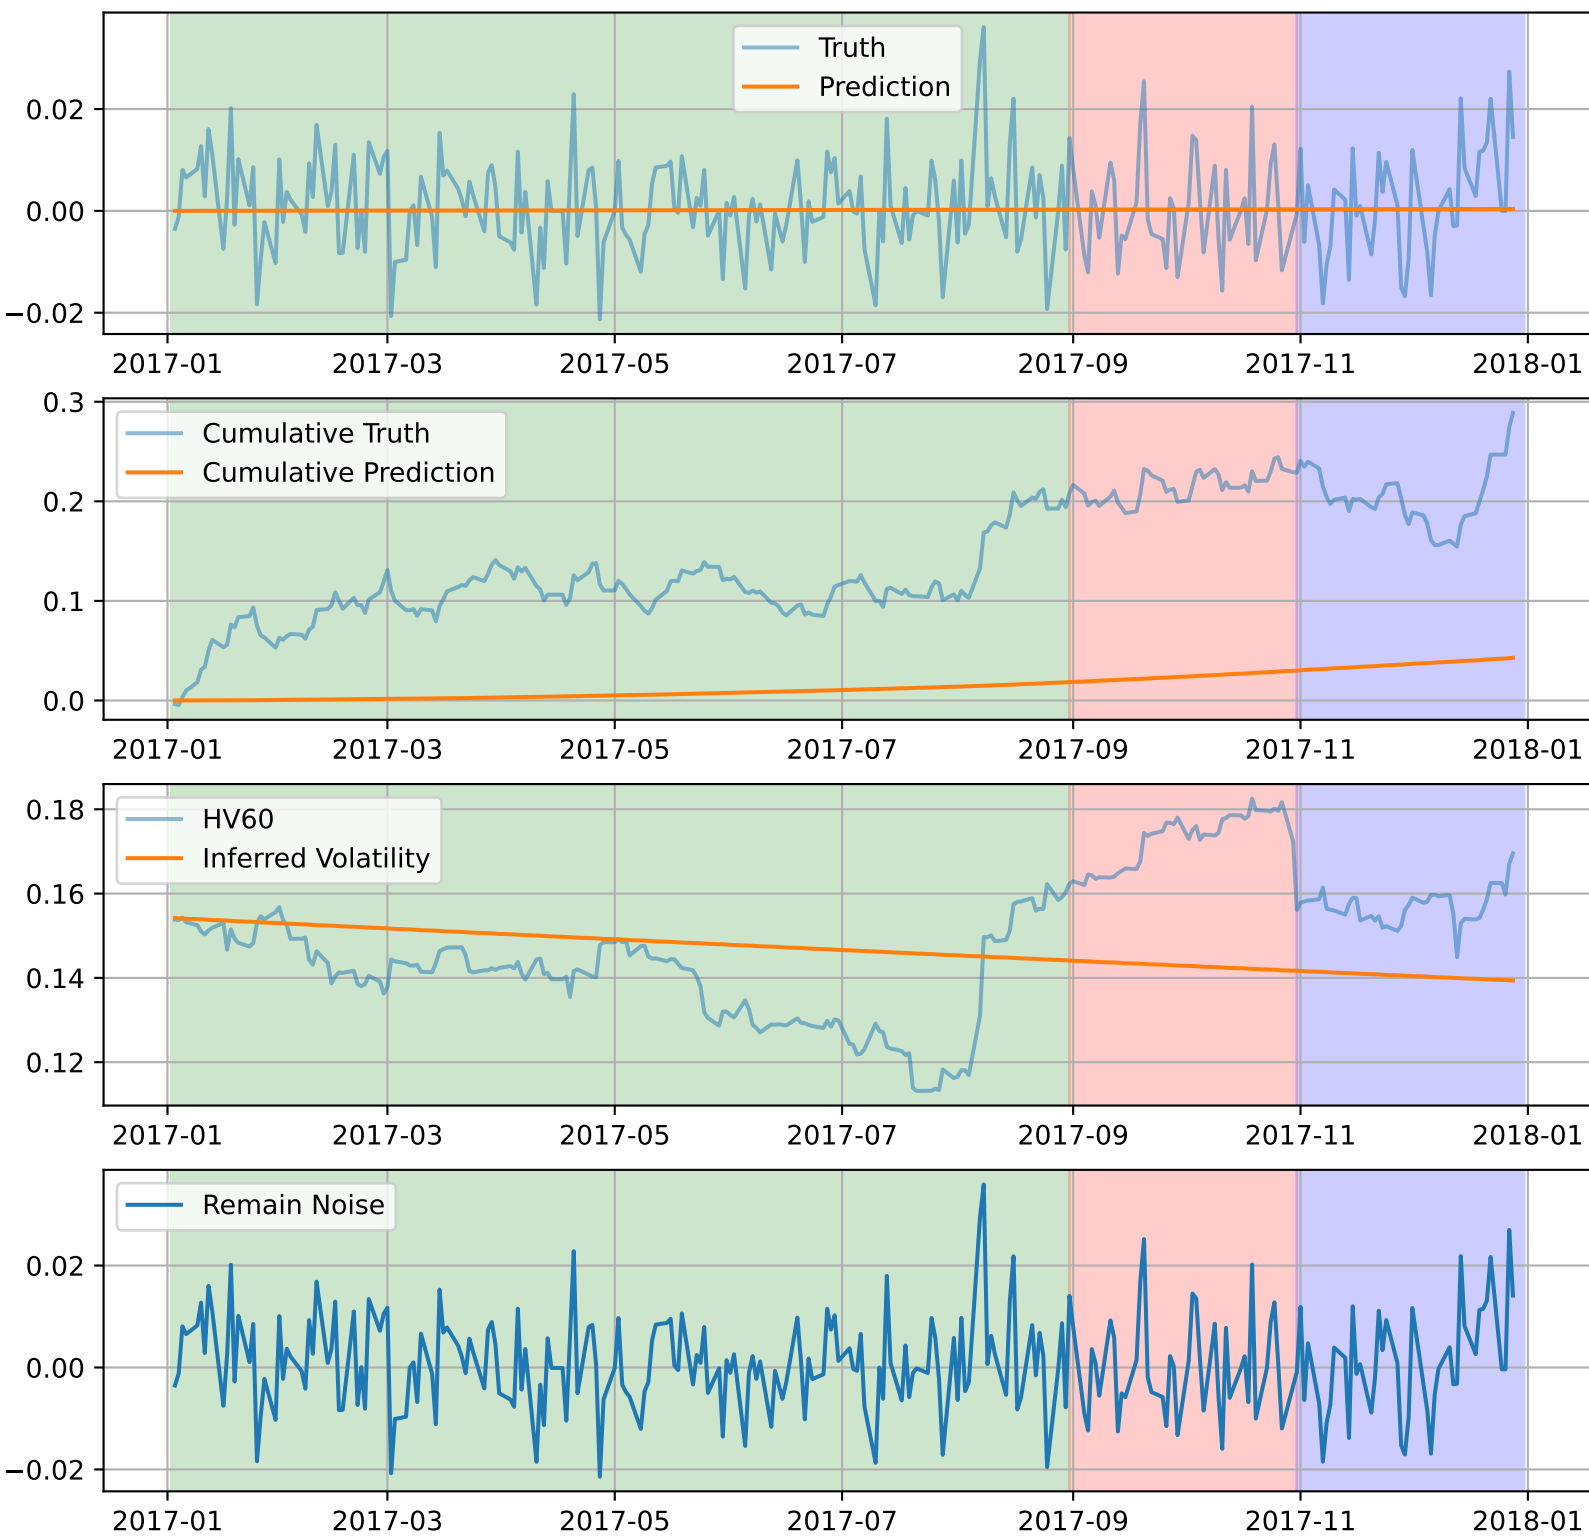 Truth
Prediction
0.02
0.00
−0.02
2017-01 2017-03 2017-05 2017-07 2017-09 2017-11 2018-01
Cumulative Truth
Cumulative Prediction
0.3
0.2
0.1
0.0
2017-01 2017-03 2017-05 2017-07 2017-09 2017-11 2018-01
HV60
Inferred Volatility
0.18
0.16
0.14
0.12
2017-01 2017-03 2017-05 2017-07 2017-09 2017-11 2018-01
Remain Noise
0.02
0.00
−0.02
2017-01 2017-03 2017-05 2017-07 2017-09 2017-11 2018-01